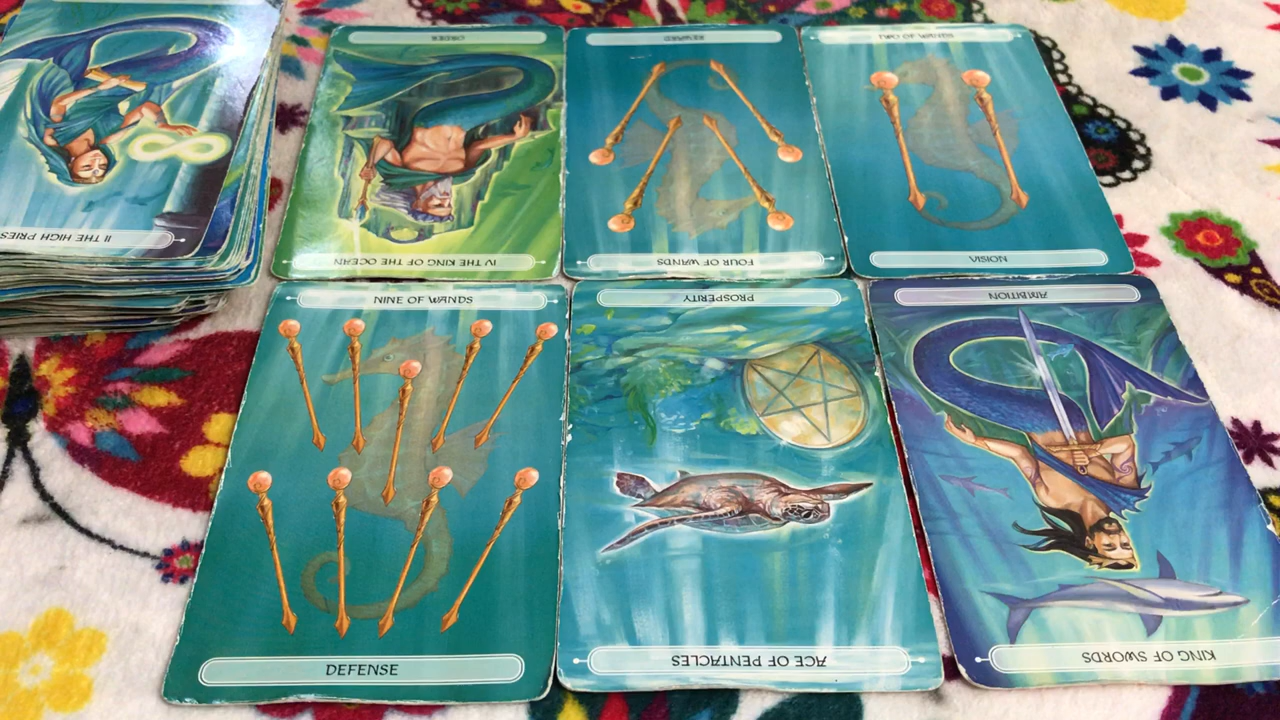 ORDER
REWARD
TWO OF WANDS
II THE HIGH PRIES
IV THE KING OF THE OCEAN
FOUR OF WANDS
VISION
NINE OF WANDS
PROSPERITY
AMBITION
DEFENSE
ACE OF PENTACLES
KING OF SWORDS